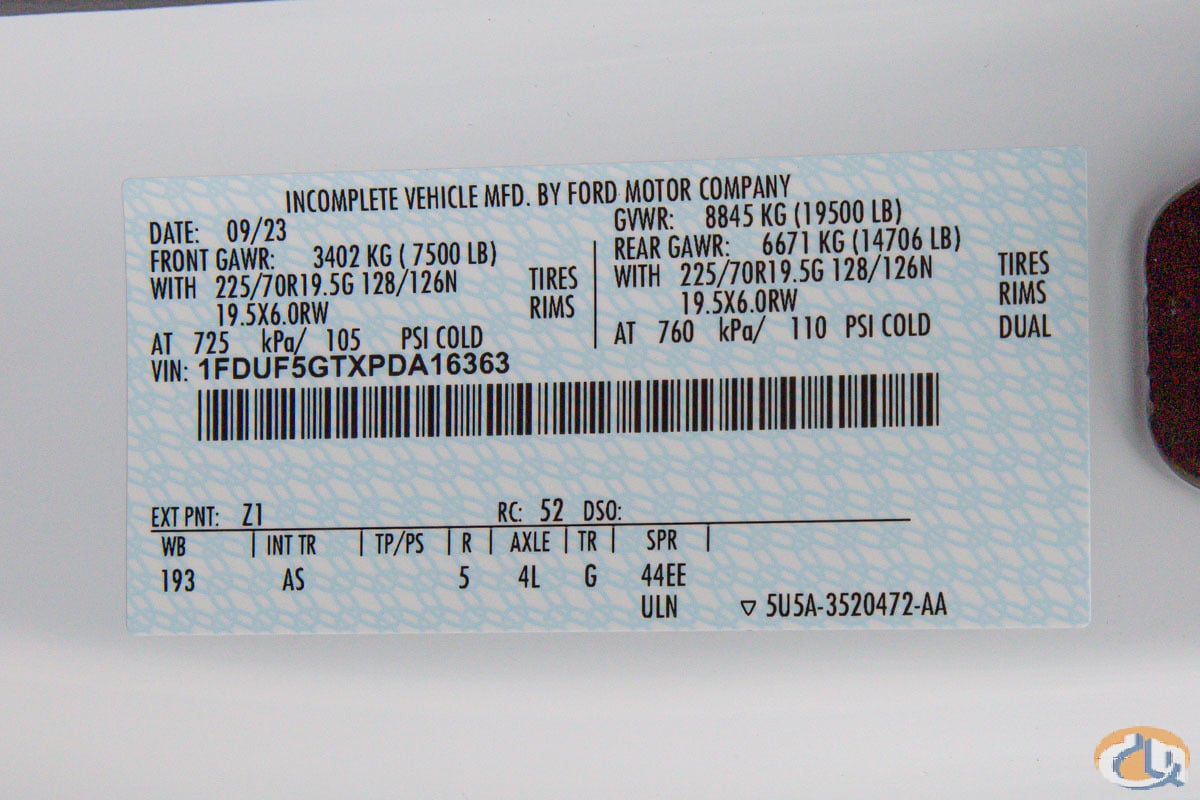 INCOMPLETE VEHICLE MFD. BY FORD MOTOR COMPANY
DATE: 09/23 GVWR: 8845 KG (19500 LB)
FRONT GAWR: 3402 KG ( 7500 LB) REAR GAWR: 6671 KG (14706 LB)
WITH 225/70R19.5G 128/126N TIRES WITH 225/70R19.5G 128/126N TIRES
19.5X6.0RW RIMS 19.5X6.0RW RIMS
AT 725 kPa/ 105 PSI COLD AT 760 kPa/ 110 PSI COLD DUAL
VIN: 1FDUF5GTXPDA16363
EXT PNT: Z1 RC: 52 DSO:
WB INT TR TP/PS R AXLE TR SPR
193 AS 5 4L G 44EE
ULN ▽ 5U5A-3520472-AA